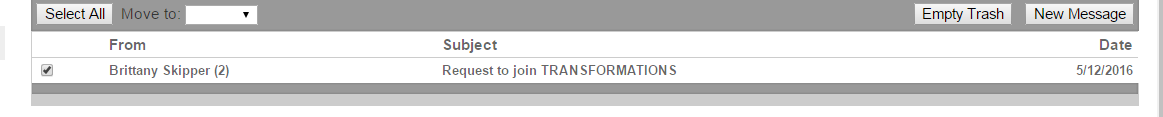 Select All Move to: Empty Trash New Message
From Subject Date
Brittany Skipper (2) Request to join TRANSFORMATIONS 5/12/2016